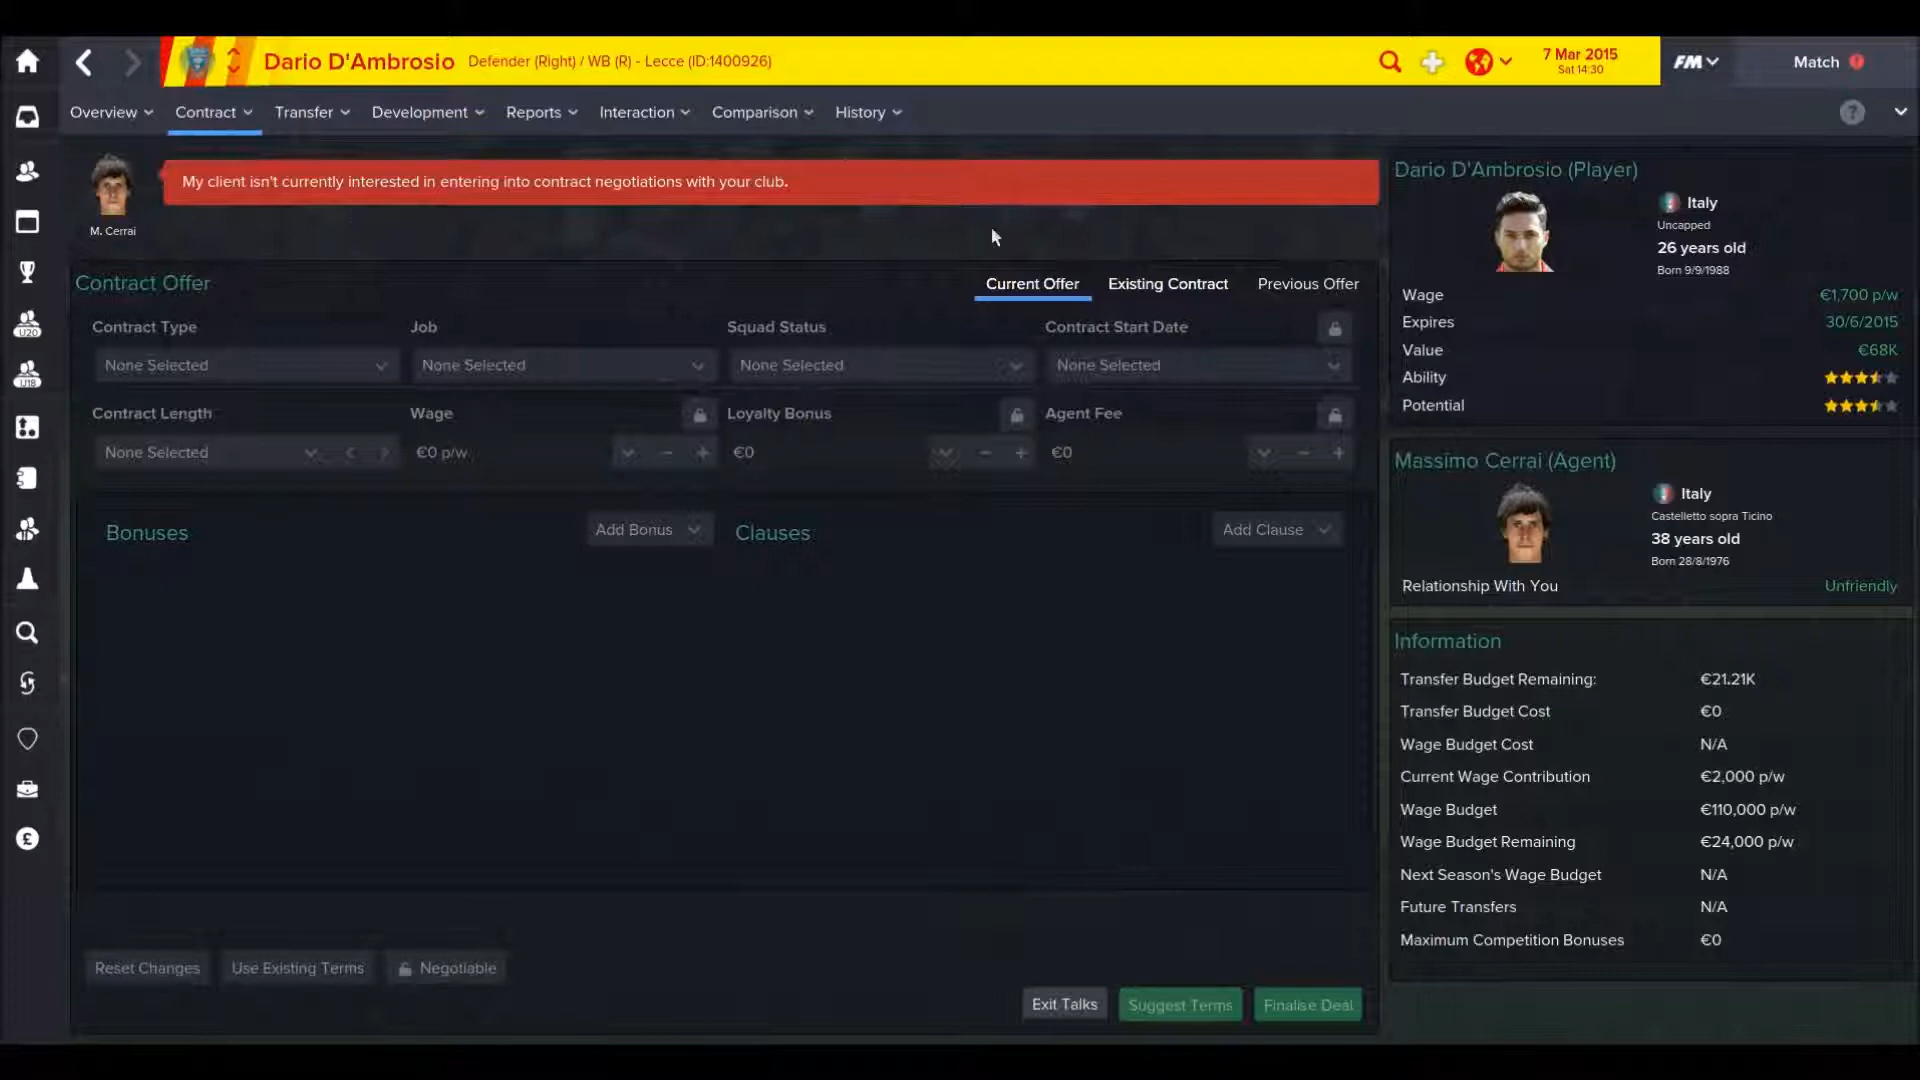 Dario D'Ambrosio Defender (Right) / WB (R) - Lecce (ID:1400926)
7 Mar 2015
Sat 14:30
FM
Match
Overview Contract Transfer Development Reports Interaction Comparison History
?
My client isn't currently interested in entering into contract negotiations with your club.
M. Cerrai
Contract Offer
Current Offer Existing Contract Previous Offer
Contract Type Job Squad Status Contract Start Date
None Selected None Selected None Selected None Selected
Contract Length Wage Loyalty Bonus Agent Fee
None Selected €0 p/w €0 €0
Bonuses Add Bonus Clauses Add Clause
Reset Changes Use Existing Terms Negotiable
Exit Talks Suggest Terms Finalise Deal
U20
U18
£
Dario D'Ambrosio (Player)
Italy
Uncapped
26 years old
Born 9/9/1988
Wage €1,700 p/w
Expires 30/6/2015
Value €68K
Ability
Potential
Massimo Cerrai (Agent)
Italy
Castelletto sopra Ticino
38 years old
Born 28/8/1976
Relationship With You Unfriendly
Information
Transfer Budget Remaining: €21.21K
Transfer Budget Cost €0
Wage Budget Cost N/A
Current Wage Contribution €2,000 p/w
Wage Budget €110,000 p/w
Wage Budget Remaining €24,000 p/w
Next Season's Wage Budget N/A
Future Transfers N/A
Maximum Competition Bonuses €0